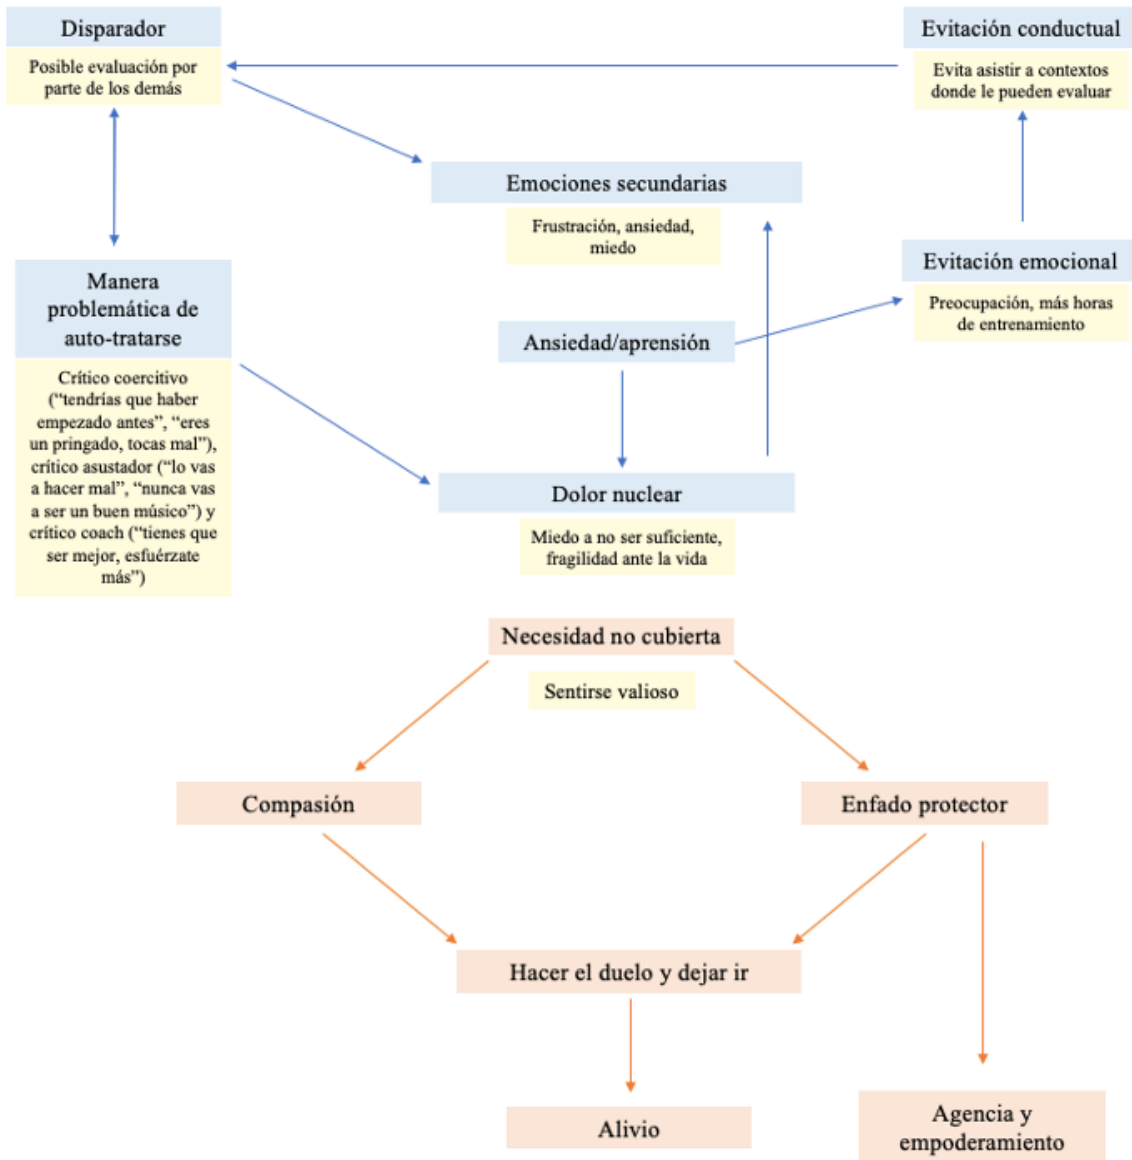 Disparador
Posible evaluación por
parte de los demás
Evitación conductual
Evita asistir a contextos
donde le pueden evaluar
Emociones secundarias
Frustración, ansiedad,
miedo
Manera
problemática de
auto-tratarse
Crítico coercitivo
(“tendrías que haber
empezado antes”, “eres
un pringado, tocas mal”),
crítico asustador (“lo vas
a hacer mal”, “nunca vas
a ser un buen músico”) y
crítico coach (“tienes que
ser mejor, esfuérzate
más”)
Evitación emocional
Preocupación, más horas
de entrenamiento
Ansiedad/aprensión
Dolor nuclear
Miedo a no ser suficiente,
fragilidad ante la vida
Necesidad no cubierta
Sentirse valioso
Compasión
Enfado protector
Hacer el duelo y dejar ir
Alivio
Agencia y
empoderamiento